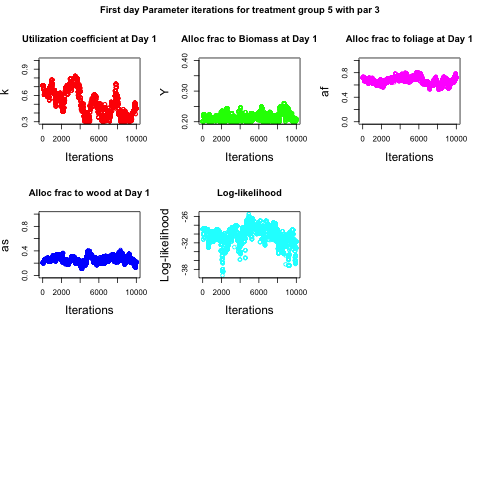 First day Parameter iterations for treatment group 5 with par 3
Utilization coefficient at Day 1
k
0.3 0.6 0.9
0 2000 6000 10000
Iterations
Alloc frac to Biomass at Day 1
Y
0.20 0.30 0.40
0 2000 6000 10000
Iterations
Alloc frac to foliage at Day 1
af
0.0 0.4 0.8
0 2000 6000 10000
Iterations
Alloc frac to wood at Day 1
as
0.0 0.4 0.8
0 2000 6000 10000
Iterations
Log-likelihood
Log-likelihood
-38 -32 -26
0 2000 6000 10000
Iterations